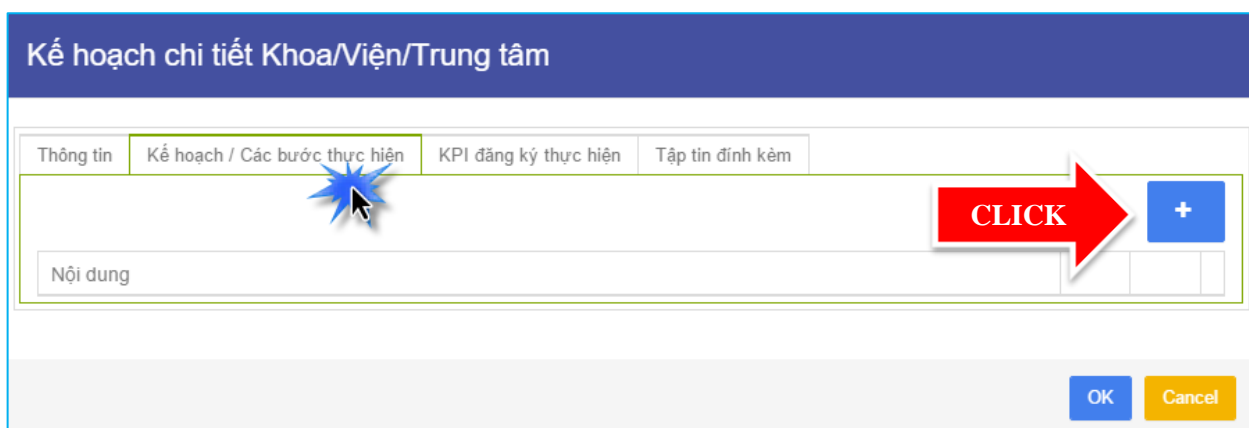 Kế hoạch chi tiết Khoa/Viện/Trung tâm
Thông tin Kế hoạch / Các bước thực hiện KPI đăng ký thực hiện Tập tin đính kèm
CLICK +
Nội dung
OK Cancel